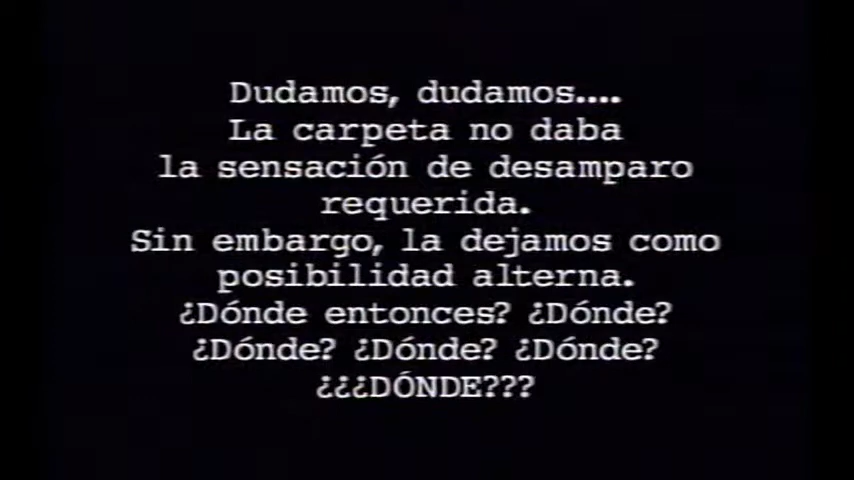 Dudamos, dudamos....
La carpeta no daba
la sensación de desamparo
requerida.
Sin embargo, la dejamos como
posibilidad alterna.
¿Dónde entonces? ¿Dónde?
¿Dónde? ¿Dónde? ¿Dónde?
¿¿¿DÓNDE???